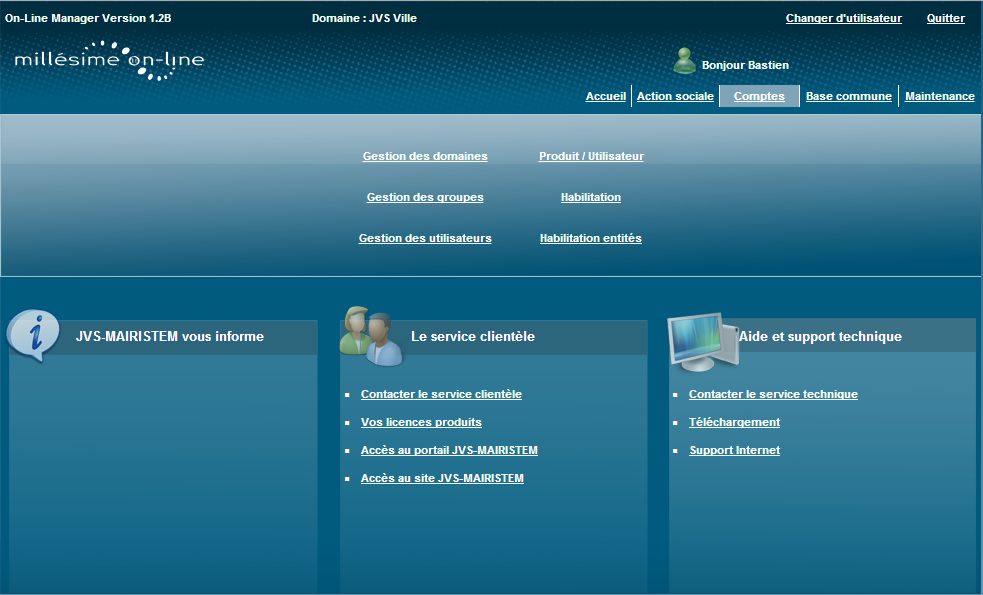 On-Line Manager Version 1.2B Domaine : JVS Ville Changer d'utilisateur Quitter
millésime on-line
Bonjour Bastien
Accueil Action sociale Comptes Base commune Maintenance
Gestion des domaines Produit / Utilisateur
Gestion des groupes Habilitation
Gestion des utilisateurs Habilitation entités
JVS-MAIRISTEM vous informe
Le service clientèle
Contacter le service clientèle
Vos licences produits
Accès au portail JVS-MAIRISTEM
Accès au site JVS-MAIRISTEM
Aide et support technique
Contacter le service technique
Téléchargement
Support Internet